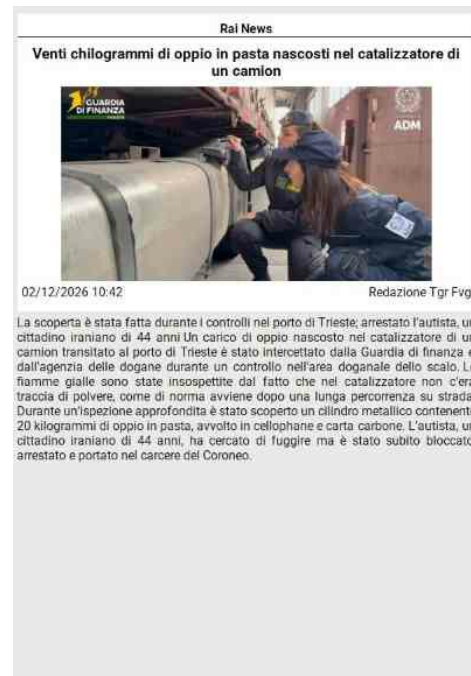 Rai News
Venti chilogrammi di oppio in pasta nascosti nel catalizzatore di
un camion
GUARDIA
DI FINANZA
ADM
02/12/2026 10:42
Redazione Tgr Fvg
La scoperta è stata fatta durante i controlli nel porto di Trieste; arrestato l'autista, un
cittadino iraniano di 44 anni Un carico di oppio nascosto nel catalizzatore di un
camion transitato al porto di Trieste è stato intercettato dalla Guardia di finanza e
dall'agenzia delle dogane durante un controllo nell'area doganale dello scalo. Le
fiamme gialle sono state insospettite dal fatto che nel catalizzatore non c'era
traccia di polvere, come di norma avviene dopo una lunga percorrenza su strada.
Durante un'ispezione approfondita è stato scoperto un cilindro metallico contenente
20 kilogrammi di oppio in pasta, avvolto in cellophane e carta carbone. L'autista, un
cittadino iraniano di 44 anni, ha cercato di fuggire ma è stato subito bloccato,
arrestato e portato nel carcere del Coroneo.